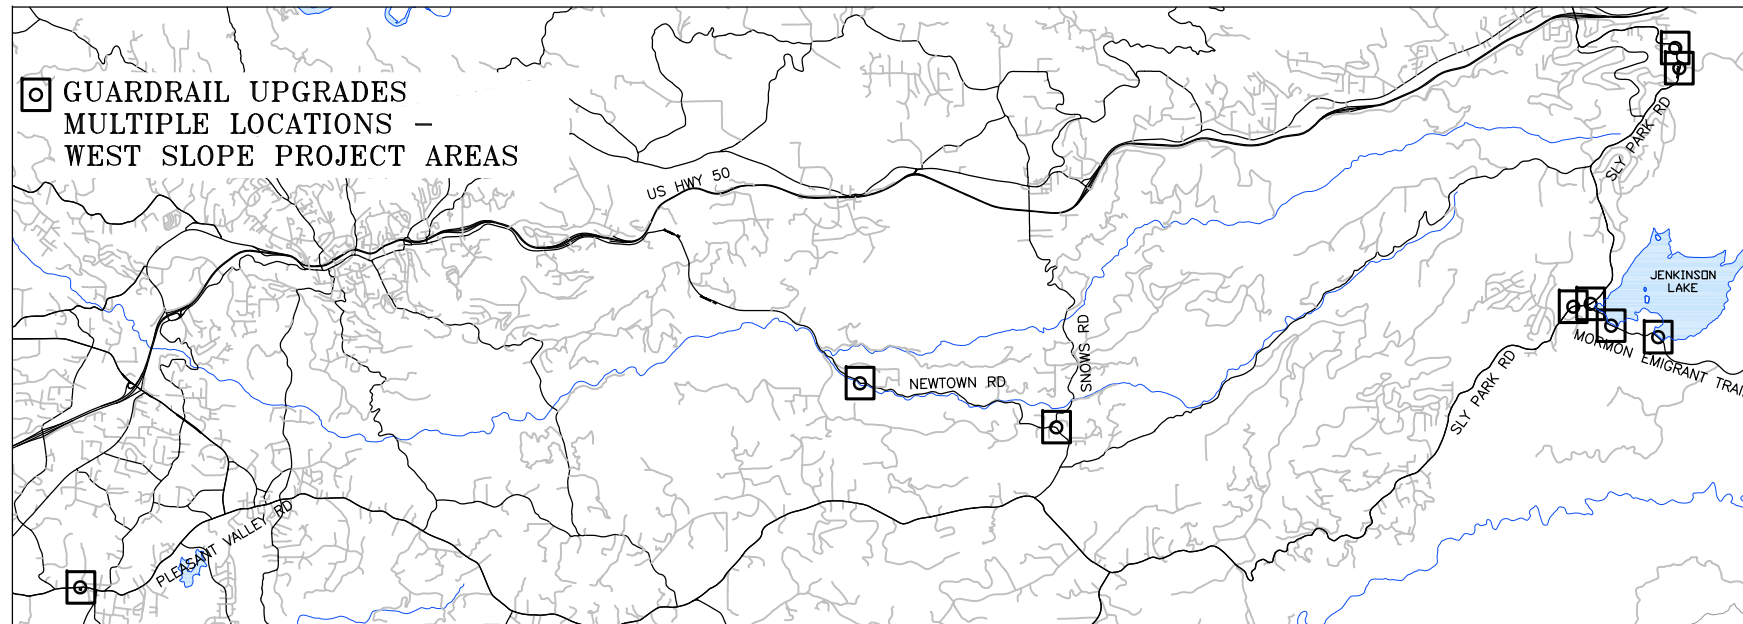 GUARDRAIL UPGRADES
MULTIPLE LOCATIONS –
WEST SLOPE PROJECT AREAS
US HWY 50
SLY PARK RD
JENKINSON
LAKE
SNOWS RD
MORMON EMIGRANT TRAI
NEWTOWN RD
SLY PARK RD
PLEASANT VALLEY RD